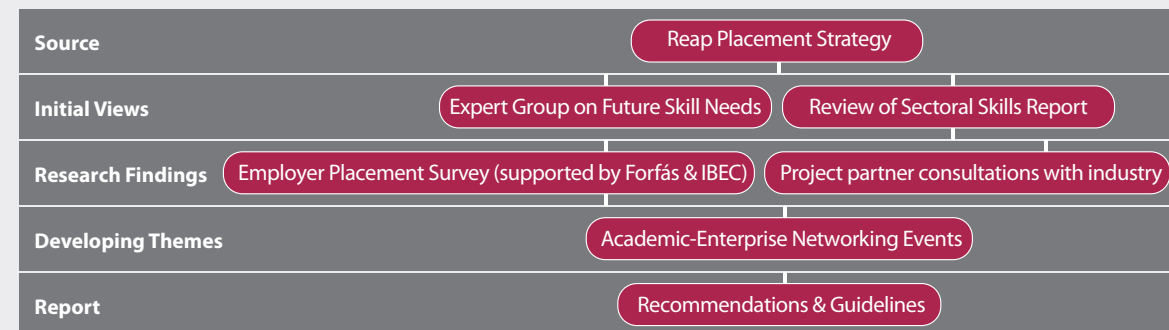 Source
Reap Placement Strategy
Initial Views
Expert Group on Future Skill Needs
Review of Sectoral Skills Report
Research Findings
Employer Placement Survey (supported by Forfás & IBEC)
Project partner consultations with industry
Developing Themes
Academic-Enterprise Networking Events
Report
Recommendations & Guidelines